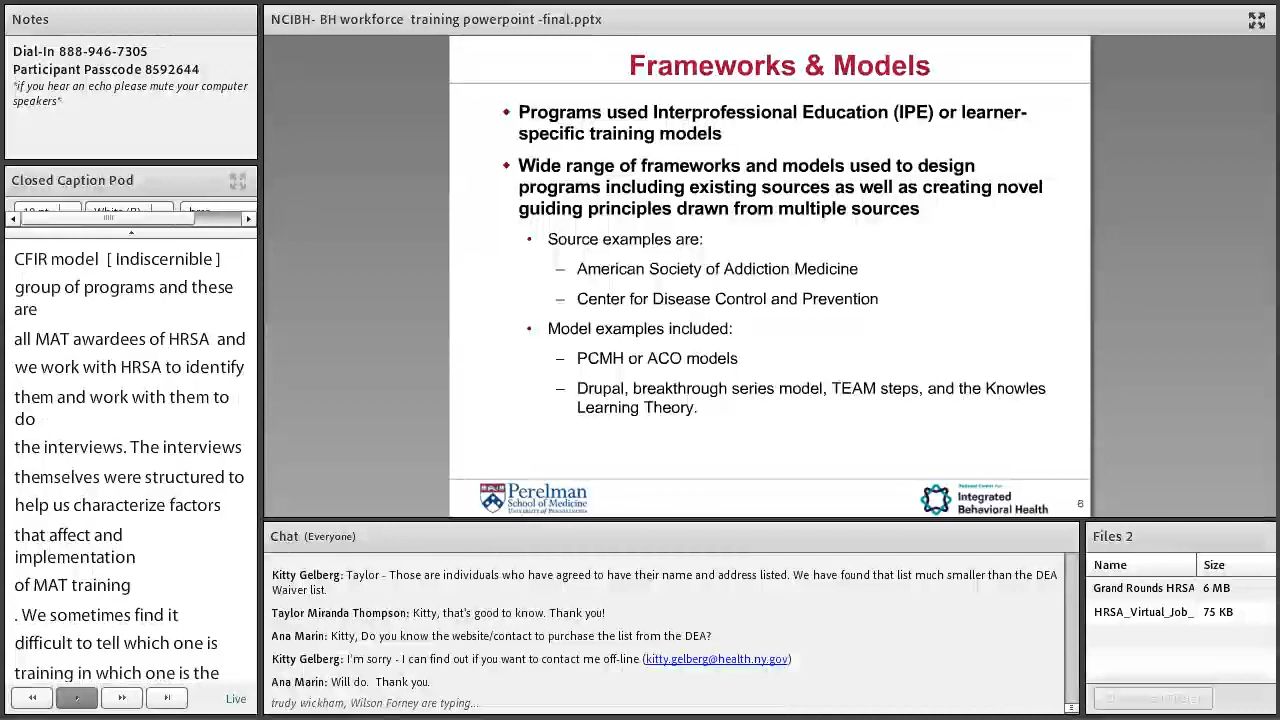 Notes
Dial-In 888-946-7305
Participant Passcode 8592644
*if you hear an echo please mute your computer
speakers*
Closed Caption Pod
CFIR model [ Indiscernible ]
group of programs and these
are
all MAT awardees of HRSA and
we work with HRSA to identify
them and work with them to
do
the interviews. The interviews
themselves were structured to
help us characterize factors
that affect and
implementation
of MAT training
. We sometimes find it
difficult to tell which one is
training in which one is the
Live
NCIBH- BH workforce training powerpoint -final.pptx
Frameworks & Models
Programs used Interprofessional Education (IPE) or learner-
specific training models
Wide range of frameworks and models used to design
programs including existing sources as well as creating novel
guiding principles drawn from multiple sources
• Source examples are:
– American Society of Addiction Medicine
– Center for Disease Control and Prevention
• Model examples included:
– PCMH or ACO models
– Drupal, breakthrough series model, TEAM steps, and the Knowles
Learning Theory.
Perelman
School of Medicine
University of Pennsylvania
National Center for
Integrated
Behavioral Health
6
Chat (Everyone)
Kitty Gelberg: Taylor - Those are individuals who have agreed to have their name and address listed. We have found that list much smaller than the DEA
Waiver list.
Taylor Miranda Thompson: Kitty, that's good to know. Thank you!
Ana Marin: Kitty, Do you know the website/contact to purchase the list from the DEA?
Kitty Gelberg: I'm sorry - I can find out if you want to contact me off-line (kitty.gelberg@health.ny.gov)
Ana Marin: Will do. Thank you.
trudy wickham, Wilson Forney are typing...
Files 2
Name Size
Grand Rounds HRSA 6 MB
HRSA_Virtual_Job_ 75 KB